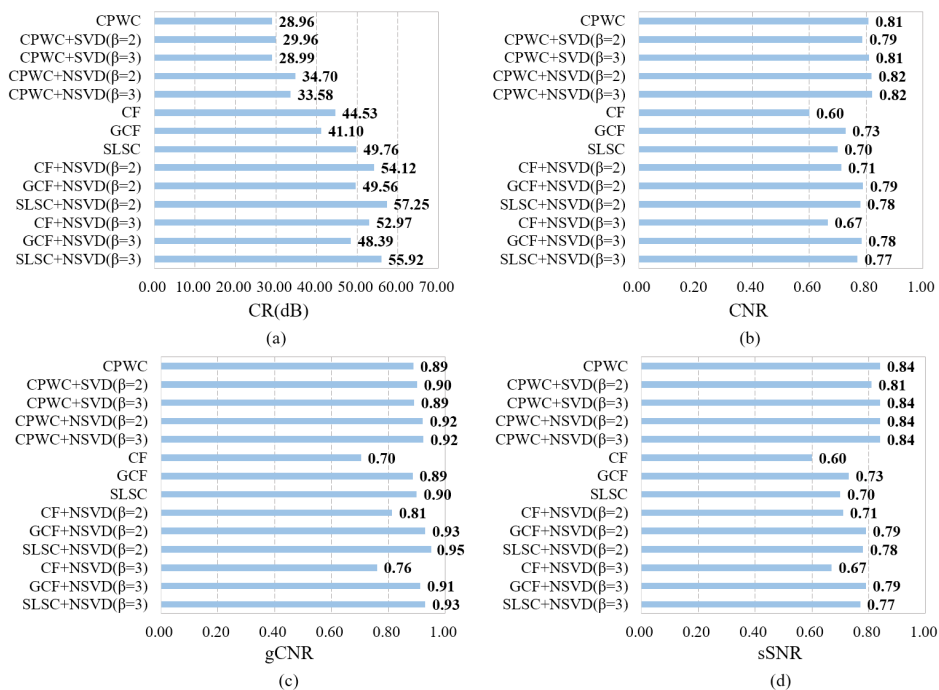 CPWC 28.96
CPWC+SVD(β=2) 29.96
CPWC+SVD(β=3) 28.99
CPWC+NSVD(β=2) 34.70
CPWC+NSVD(β=3) 33.58
CF 44.53
GCF 41.10
SLSC 49.76
CF+NSVD(β=2) 54.12
GCF+NSVD(β=2) 49.56
SLSC+NSVD(β=2) 57.25
CF+NSVD(β=3) 52.97
GCF+NSVD(β=3) 48.39
SLSC+NSVD(β=3) 55.92
0.00 10.00 20.00 30.00 40.00 50.00 60.00 70.00
CR(dB)
(a)
CPWC 0.81
CPWC+SVD(β=2) 0.79
CPWC+SVD(β=3) 0.81
CPWC+NSVD(β=2) 0.82
CPWC+NSVD(β=3) 0.82
CF 0.60
GCF 0.73
SLSC 0.70
CF+NSVD(β=2) 0.71
GCF+NSVD(β=2) 0.79
SLSC+NSVD(β=2) 0.78
CF+NSVD(β=3) 0.67
GCF+NSVD(β=3) 0.78
SLSC+NSVD(β=3) 0.77
0.00 0.20 0.40 0.60 0.80 1.00
CNR
(b)
CPWC 0.89
CPWC+SVD(β=2) 0.90
CPWC+SVD(β=3) 0.89
CPWC+NSVD(β=2) 0.92
CPWC+NSVD(β=3) 0.92
CF 0.70
GCF 0.89
SLSC 0.90
CF+NSVD(β=2) 0.81
GCF+NSVD(β=2) 0.93
SLSC+NSVD(β=2) 0.95
CF+NSVD(β=3) 0.76
GCF+NSVD(β=3) 0.91
SLSC+NSVD(β=3) 0.93
0.00 0.20 0.40 0.60 0.80 1.00
gCNR
(c)
CPWC 0.84
CPWC+SVD(β=2) 0.81
CPWC+SVD(β=3) 0.84
CPWC+NSVD(β=2) 0.84
CPWC+NSVD(β=3) 0.84
CF 0.60
GCF 0.73
SLSC 0.70
CF+NSVD(β=2) 0.71
GCF+NSVD(β=2) 0.79
SLSC+NSVD(β=2) 0.78
CF+NSVD(β=3) 0.67
GCF+NSVD(β=3) 0.79
SLSC+NSVD(β=3) 0.77
0.00 0.20 0.40 0.60 0.80 1.00
sSNR
(d)